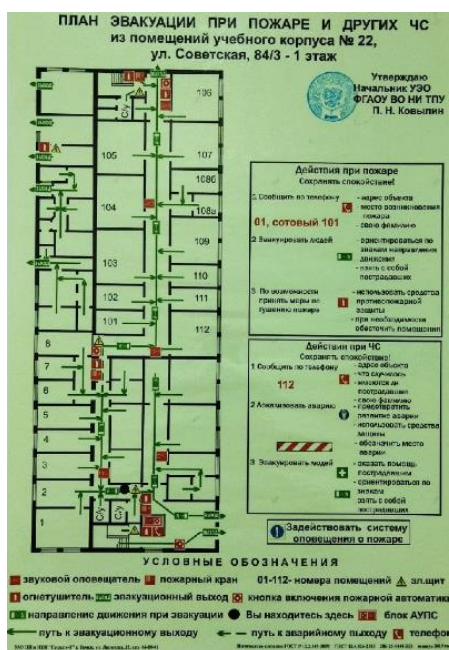 ПЛАН ЭВАКУАЦИИ ПРИ ПОЖАРЕ И ДРУГИХ ЧС
из помещений учебного корпуса № 22,
ул. Советская, 84/3 - 1 этаж
Утверждаю
Начальник УЭО
ФГАОУ ВО НИ ТПУ
П. Н. Ковылин
106
105
107
108б
104
108а
109
103
110
102
111
101
112
8
7
6
5
4
3
2
1
С/у
С/у
С/у
Действия при пожаре
Сохранять спокойствие!
1 Сообщить по телефону
- адрес объекта
- место возникновения
пожара
- свою фамилию
01, сотовый 101
2 Эвакуировать людей
- ориентироваться по
знакам направления
движения
- взять с собой
пострадавших
3 По возможности
принять меры по
тушению пожара
- использовать средства
противопожарной
защиты
- при необходимости
обесточить помещения
Действия при ЧС
Сохранять спокойствие!
1 Сообщить по телефону
- адрес объекта
- что случилось
- имеются ли
пострадавшие
- свою фамилию
112
2 Локализовать аварию
- предотвратить
развитие аварии
- использовать средства
защиты
- обозначить место
аварии
3 Эвакуировать людей
- оказать помощь
пострадавшим
- ориентироваться по
знакам
- взять с собой
пострадавших
Задействовать систему
оповещения о пожаре
УСЛОВНЫЕ ОБОЗНАЧЕНИЯ
звуковой оповещатель пожарный кран 01-112- номера помещений эл.щит
огнетушитель эвакуационный выход кнопка включения пожарной автоматики
направление движения при эвакуации Вы находитесь здесь блок АУПС
путь к эвакуационному выходу путь к аварийному выходу телефон